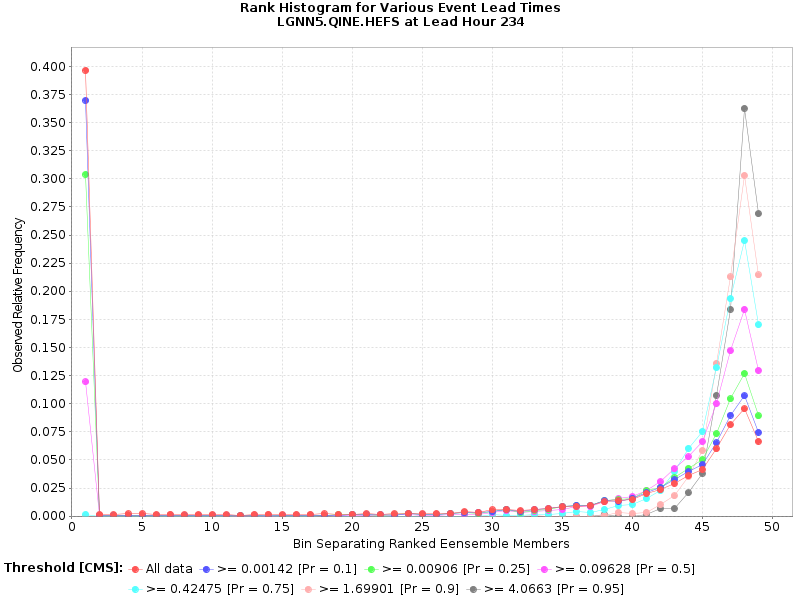 Rank Histogram for Various Event Lead Times
LGNN5.QINE.HEFS at Lead Hour 234
Observed Relative Frequency
0.400
0.375
0.350
0.325
0.300
0.275
0.250
0.225
0.200
0.175
0.150
0.125
0.100
0.075
0.050
0.025
0.000
0 5 10 15 20 25 30 35 40 45 50
Bin Separating Ranked Eensemble Members
Threshold [CMS]: All data >= 0.00142 [Pr = 0.1] >= 0.00906 [Pr = 0.25] >= 0.09628 [Pr = 0.5]
>= 0.42475 [Pr = 0.75] >= 1.69901 [Pr = 0.9] >= 4.0663 [Pr = 0.95]